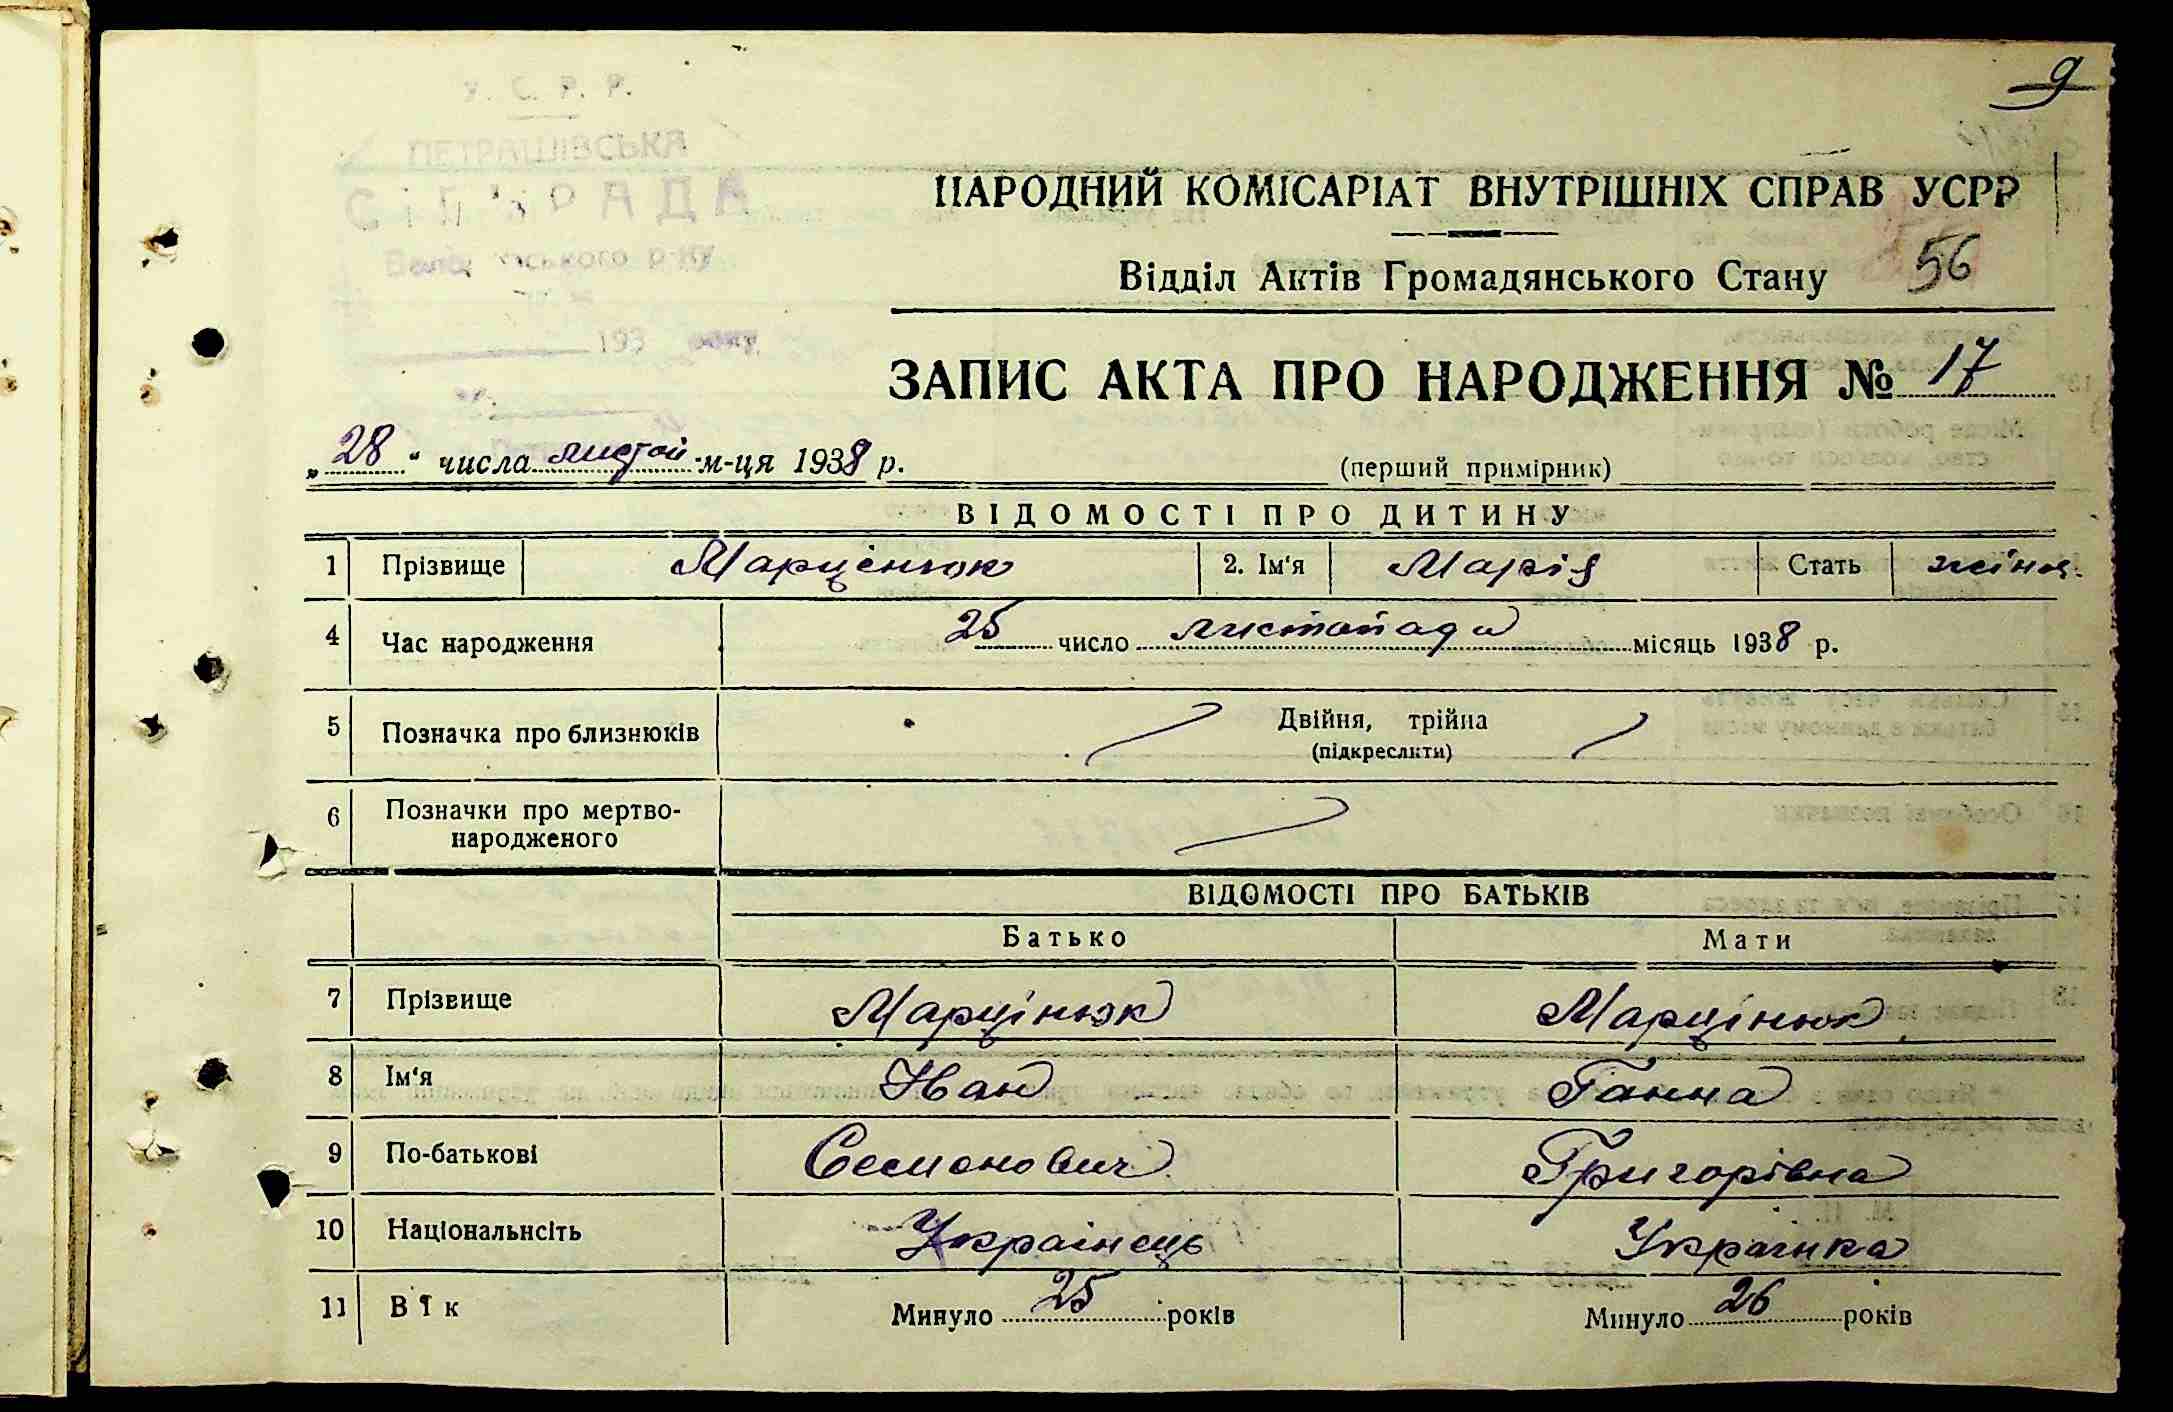 9
У. С. Р. Р.
ПЕТРАШІВСЬКА
СІЛЬРАДА
193 року
НАРОДНИЙ КОМІСАРІАТ ВНУТРІШНІХ СПРАВ УСРР
Відділ Актів Громадянського Стану 56
ЗАПИС АКТА ПРО НАРОДЖЕННЯ № 17
„28“ числа листоп м-ця 1938 р. (перший примірник)
ВІДОМОСТІ ПРО ДИТИНУ
1 Прізвище Марценюк 2. Ім'я Марія Стать жіноч.
4 Час народження 25 число листопада місяць 1938 р.
5 Позначка про близнюків Двійня, трійна
(підкреслити)
6 Позначки про мертво-
народженого
ВІДОМОСТІ ПРО БАТЬКІВ
Батько Мати
7 Прізвище Марцінюк Марцінюк
8 Ім'я Іван Ганна
9 По-батькові Семонович Григорівна
10 Національнсіть Украінець Украінка
11 Вік Минуло 25 років Минуло 26 років